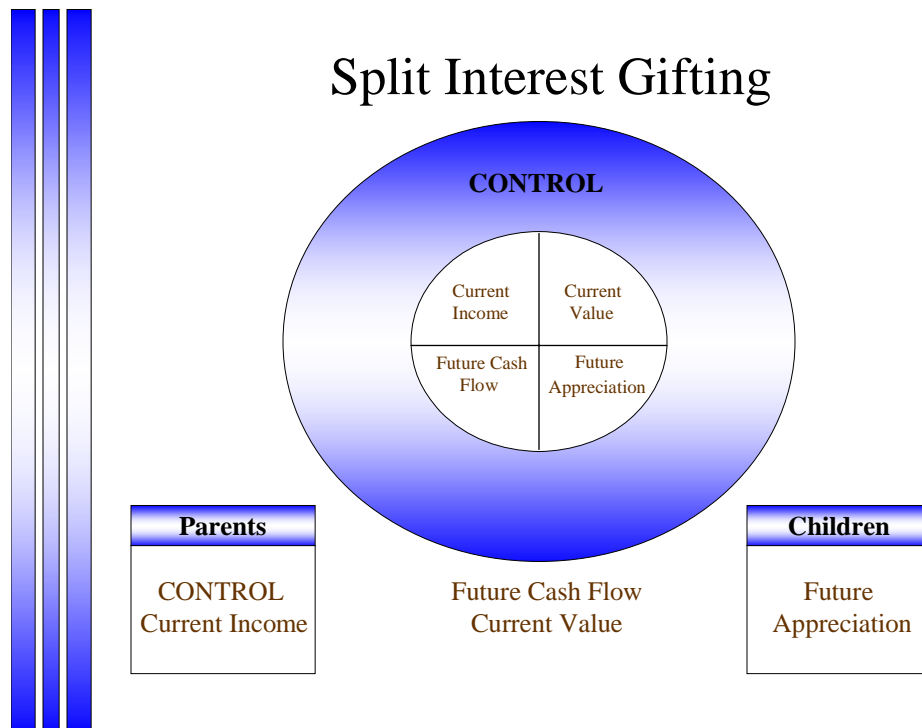 Split Interest Gifting
CONTROL
Current
Income
Current
Value
Future Cash
Flow
Future
Appreciation
Parents
CONTROL
Current Income
Future Cash Flow
Current Value
Children
Future
Appreciation